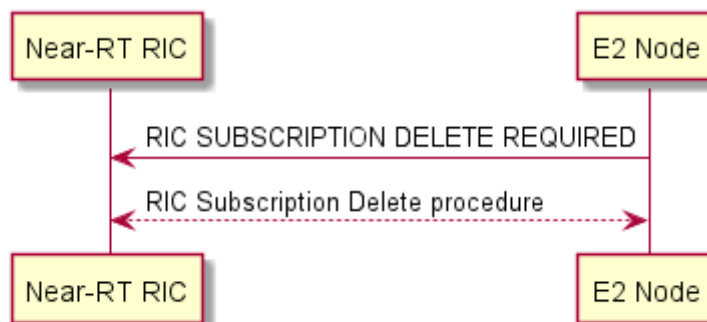 Near-RT RIC
E2 Node
RIC SUBSCRIPTION DELETE REQUIRED
RIC Subscription Delete procedure
Near-RT RIC
E2 Node